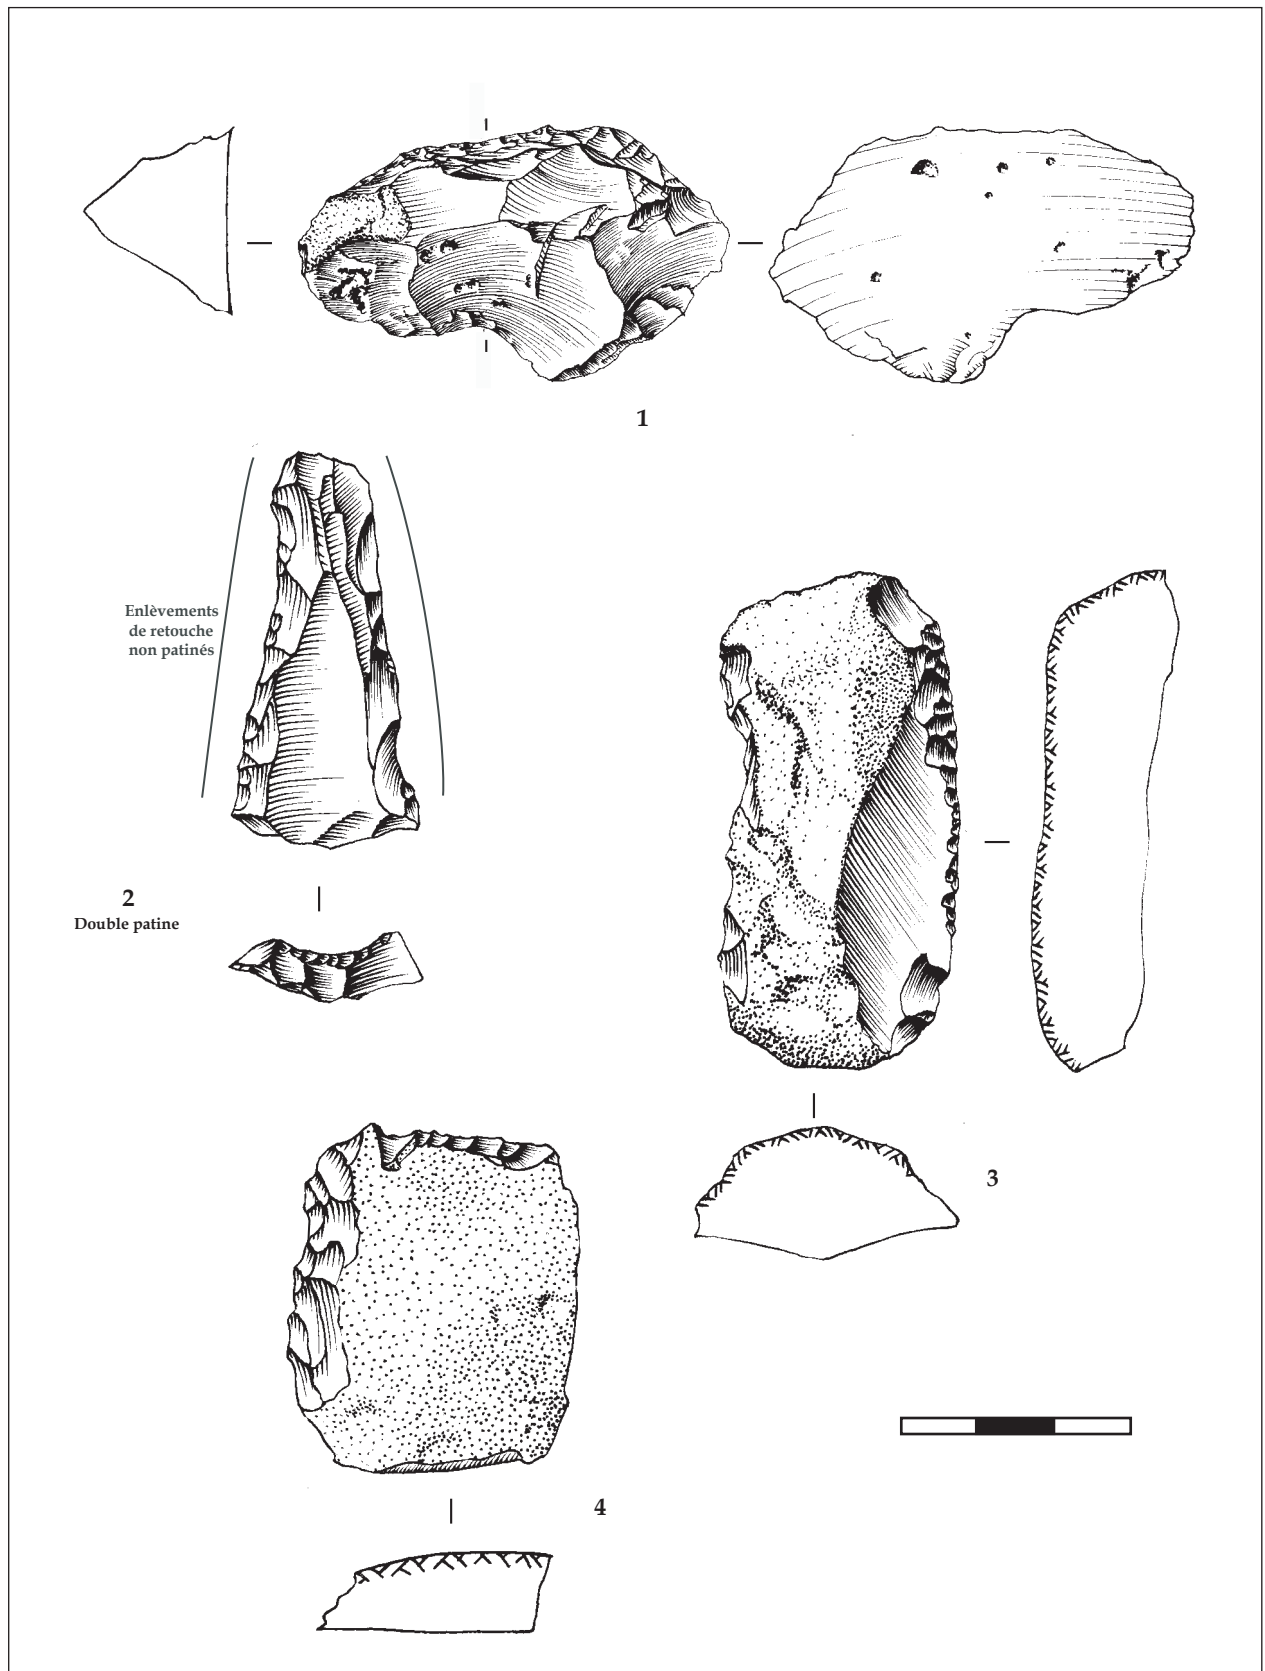 1
Enlèvements
de retouche
non patinés
2
Double patine
3
4